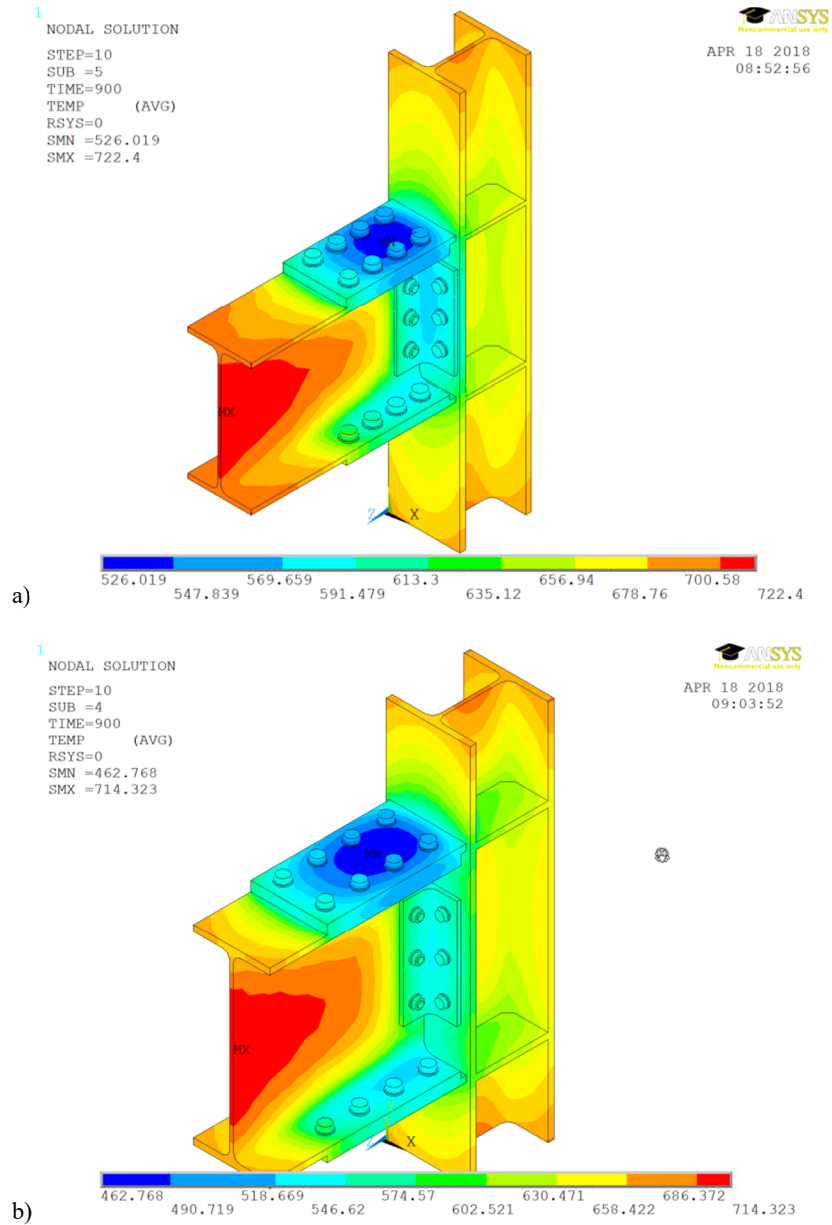 1
NODAL SOLUTION
STEP=10
SUB =5
TIME=900
TEMP (AVG)
RSYS=0
SMN =526.019
SMX =722.4
ANSYS
Noncommercial use only
APR 18 2018
08:52:56
MN
MX
Z X
526.019 569.659 613.3 656.94 700.58
547.839 591.479 635.12 678.76 722.4
a)
1
NODAL SOLUTION
STEP=10
SUB =4
TIME=900
TEMP (AVG)
RSYS=0
SMN =462.768
SMX =714.323
ANSYS
Noncommercial use only
APR 18 2018
09:03:52
MN
MX
Y
Z X
462.768 518.669 574.57 630.471 686.372
490.719 546.62 602.521 658.422 714.323
b)